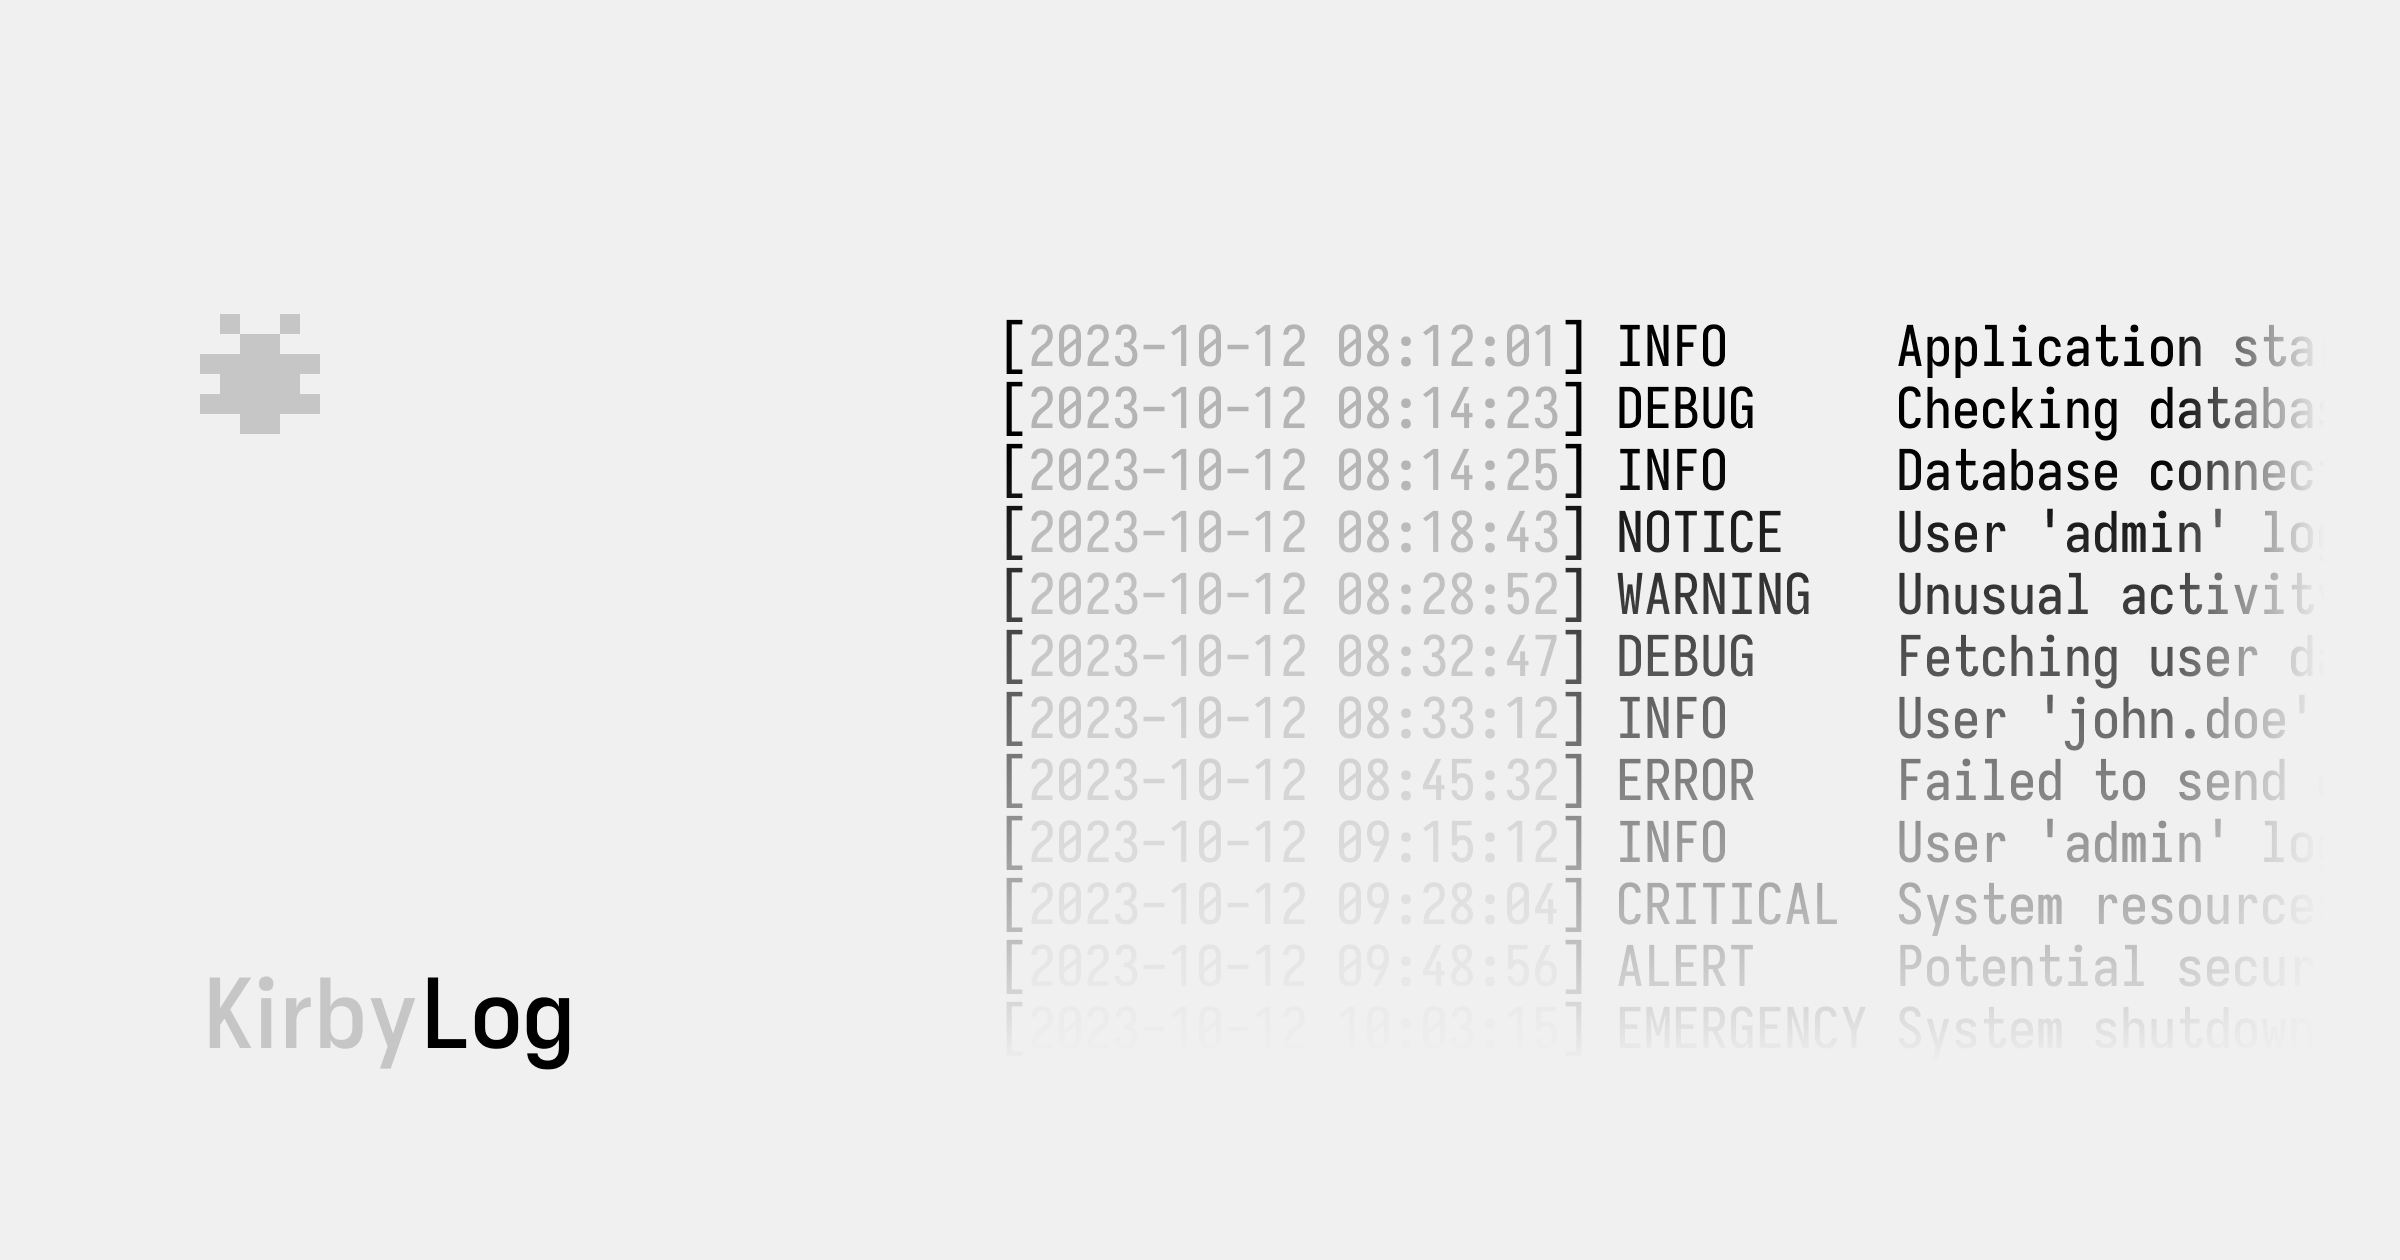 [2023-10-12 08:12:01] INFO Application sta
[2023-10-12 08:14:23] DEBUG Checking databa
[2023-10-12 08:14:25] INFO Database connec
[2023-10-12 08:18:43] NOTICE User 'admin' lo
[2023-10-12 08:28:52] WARNING Unusual activit
[2023-10-12 08:32:47] DEBUG Fetching user d
[2023-10-12 08:33:12] INFO User 'john.doe'
[2023-10-12 08:45:32] ERROR Failed to send
[2023-10-12 09:15:12] INFO User 'admin' lo
[2023-10-12 09:28:04] CRITICAL System resource
[2023-10-12 09:48:56] ALERT Potential secur
[2023-10-12 10:03:15] EMERGENCY System shutdown
KirbyLog